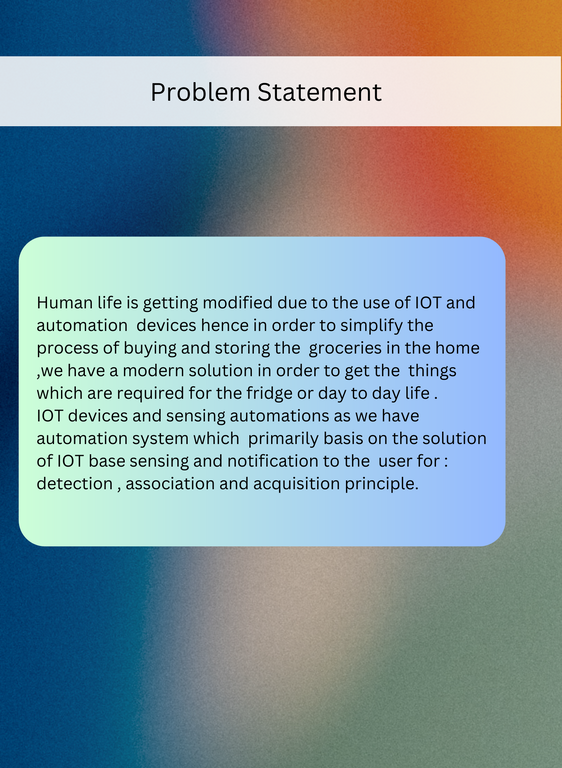 Problem Statement
Human life is getting modified due to the use of IOT and
automation  devices hence in order to simplify the
process of buying and storing the  groceries in the home
,we have a modern solution in order to get the  things
which are required for the fridge or day to day life .
IOT devices and sensing automations as we have
automation system which  primarily basis on the solution
of IOT base sensing and notification to the  user for :
detection , association and acquisition principle.